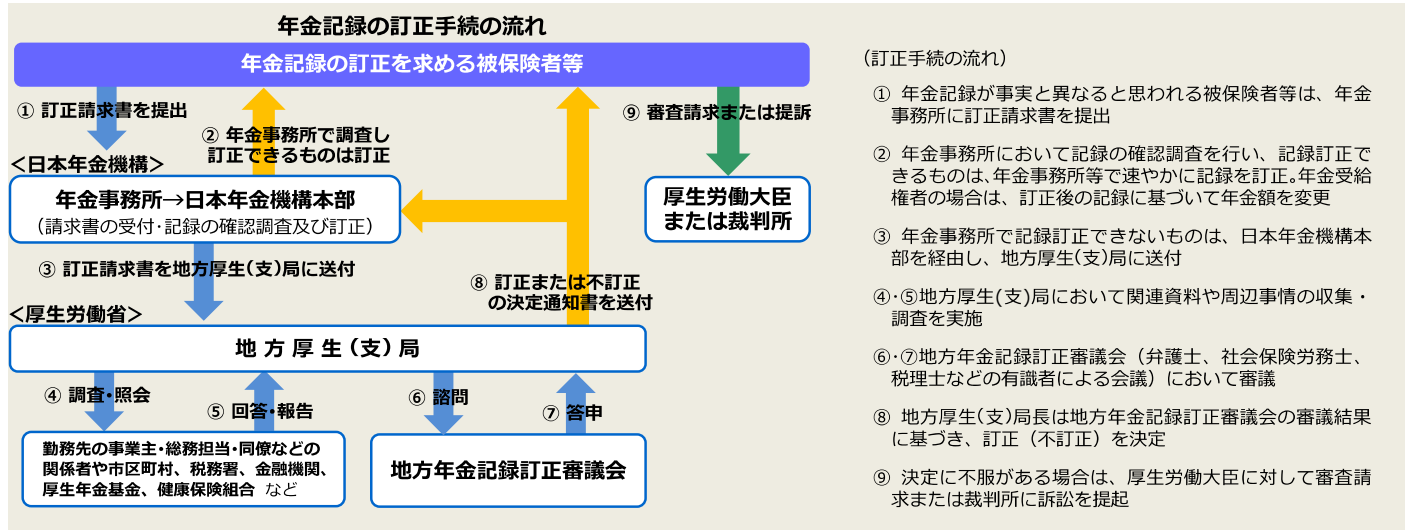 年金記録の訂正手続の流れ
年金記録の訂正を求める被保険者等
① 訂正請求書を提出
② 年金事務所で調査し
訂正できるものは訂正
⑨ 審査請求または提訴
<日本年金機構>
年金事務所→日本年金機構本部
（請求書の受付･記録の確認調査及び訂正）
厚生労働大臣
または裁判所
③ 訂正請求書を地方厚生(支)局に送付
⑧ 訂正または不訂正
の決定通知書を送付
<厚生労働省>
地 方 厚 生 (支) 局
④ 調査･照会
⑤ 回答･報告
⑥ 諮問
⑦ 答申
勤務先の事業主･総務担当･同僚などの
関係者や市区町村、税務署、金融機関、
厚生年金基金、健康保険組合 など
地方年金記録訂正審議会
（訂正手続の流れ）
① 年金記録が事実と異なると思われる被保険者等は、年金
事務所に訂正請求書を提出
② 年金事務所において記録の確認調査を行い、記録訂正で
きるものは､年金事務所等で速やかに記録を訂正｡年金受給
権者の場合は、訂正後の記録に基づいて年金額を変更
③ 年金事務所で記録訂正できないものは、日本年金機構本
部を経由し、地方厚生(支)局に送付
④･⑤地方厚生(支)局において関連資料や周辺事情の収集・
調査を実施
⑥･⑦地方年金記録訂正審議会（弁護士、社会保険労務士、
税理士などの有識者による会議）において審議
⑧ 地方厚生(支)局長は地方年金記録訂正審議会の審議結果
に基づき、訂正（不訂正）を決定
⑨ 決定に不服がある場合は、厚生労働大臣に対して審査請
求または裁判所に訴訟を提起